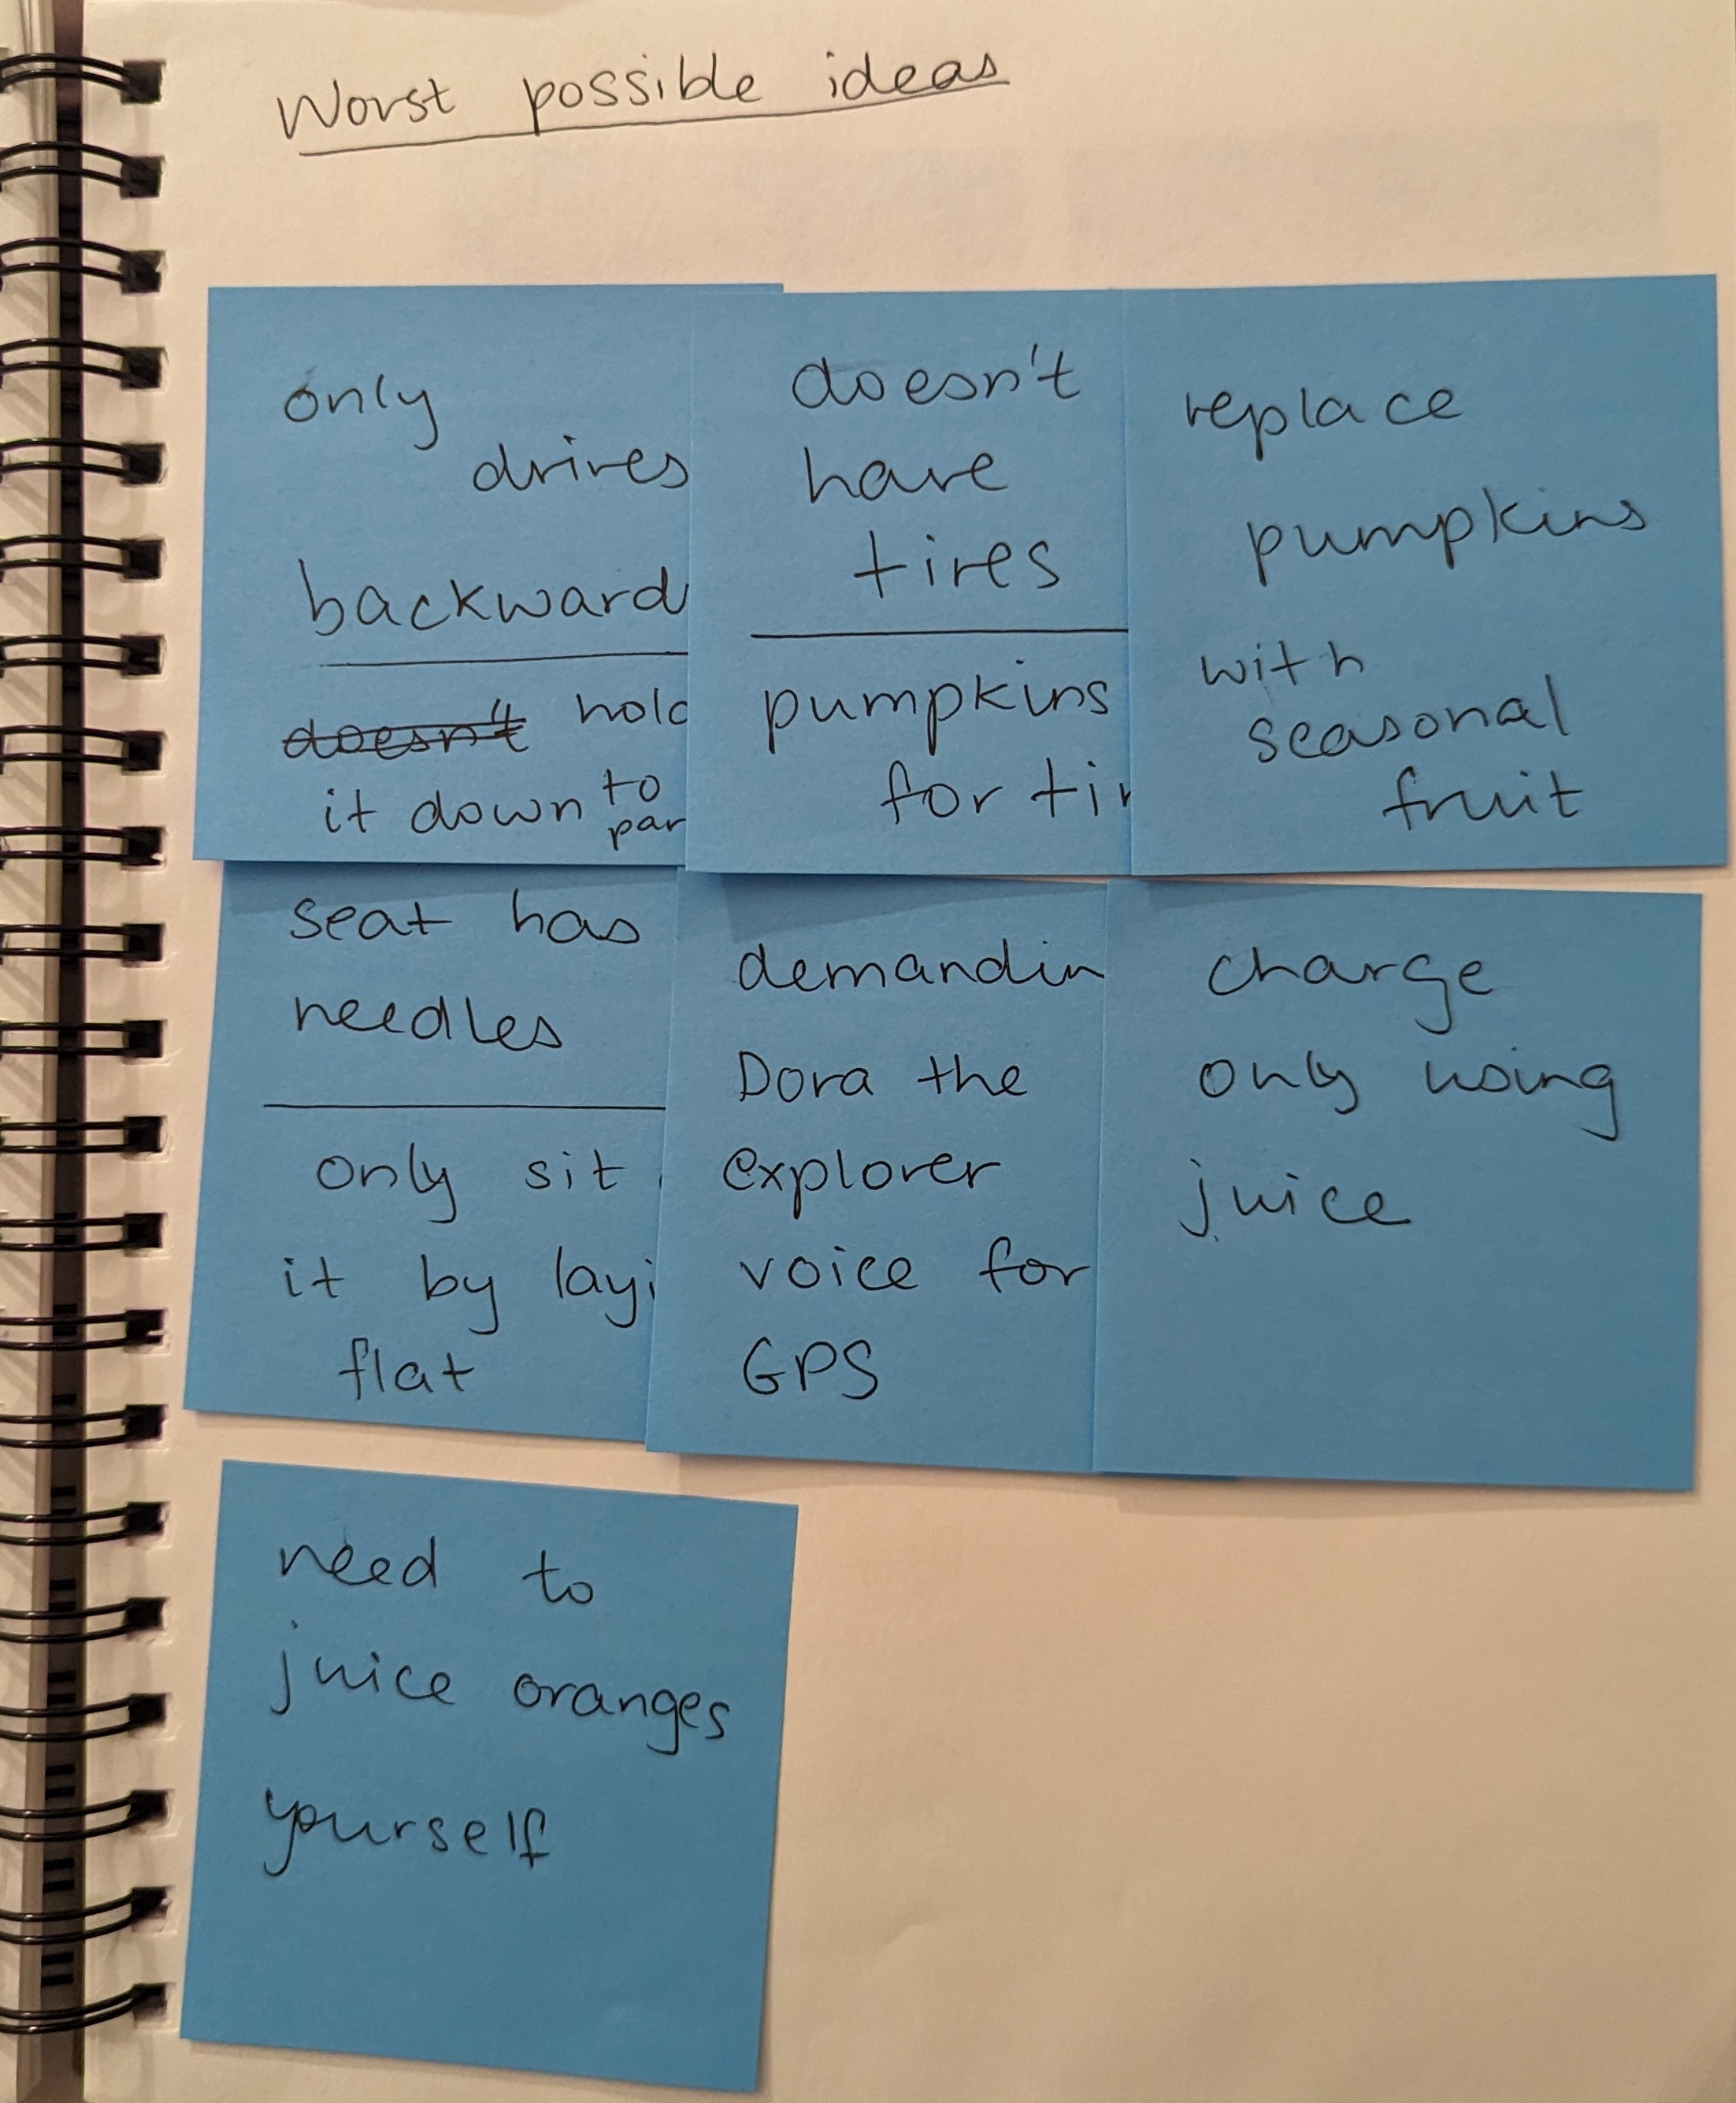 Worst possible ideas
only
drives
backward
doesn't hold
it down to
par
doesn't
have
tires
pumpkins
for tir
replace
pumpkins
with
seasonal
fruit
seat has
needles
only sit
it by layi
flat
demandin
Dora the
explorer
voice for
GPS
charge
only using
juice
need to
juice oranges
yourself